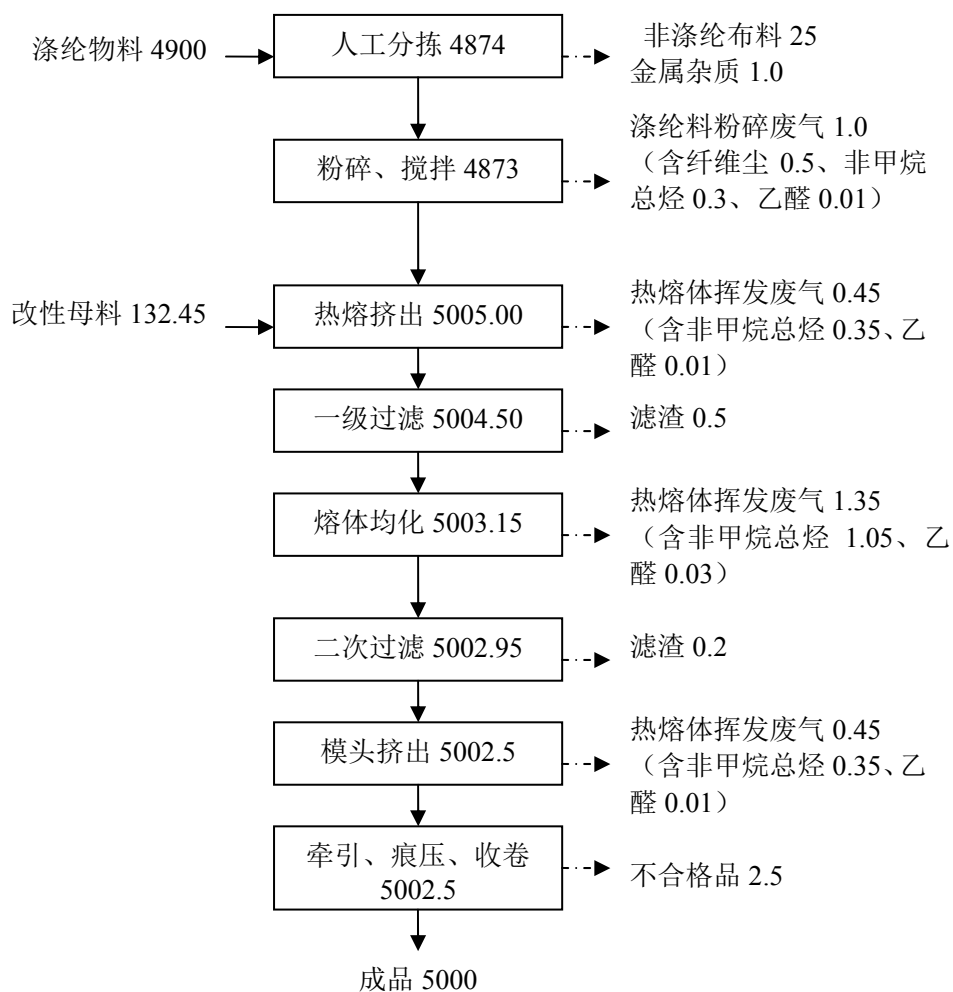 涤纶物料 4900
人工分拣 4874
非涤纶布料 25
金属杂质 1.0
粉碎、搅拌 4873
涤纶料粉碎废气 1.0
（含纤维尘 0.5、非甲烷
总烃 0.3、乙醛 0.01）
改性母料 132.45
热熔挤出 5005.00
热熔体挥发废气 0.45
（含非甲烷总烃 0.35、乙
醛 0.01）
一级过滤 5004.50
滤渣 0.5
熔体均化 5003.15
热熔体挥发废气 1.35
（含非甲烷总烃 1.05、乙
醛 0.03）
二次过滤 5002.95
滤渣 0.2
模头挤出 5002.5
热熔体挥发废气 0.45
（含非甲烷总烃 0.35、乙
醛 0.01）
牵引、痕压、收卷
5002.5
不合格品 2.5
成品 5000